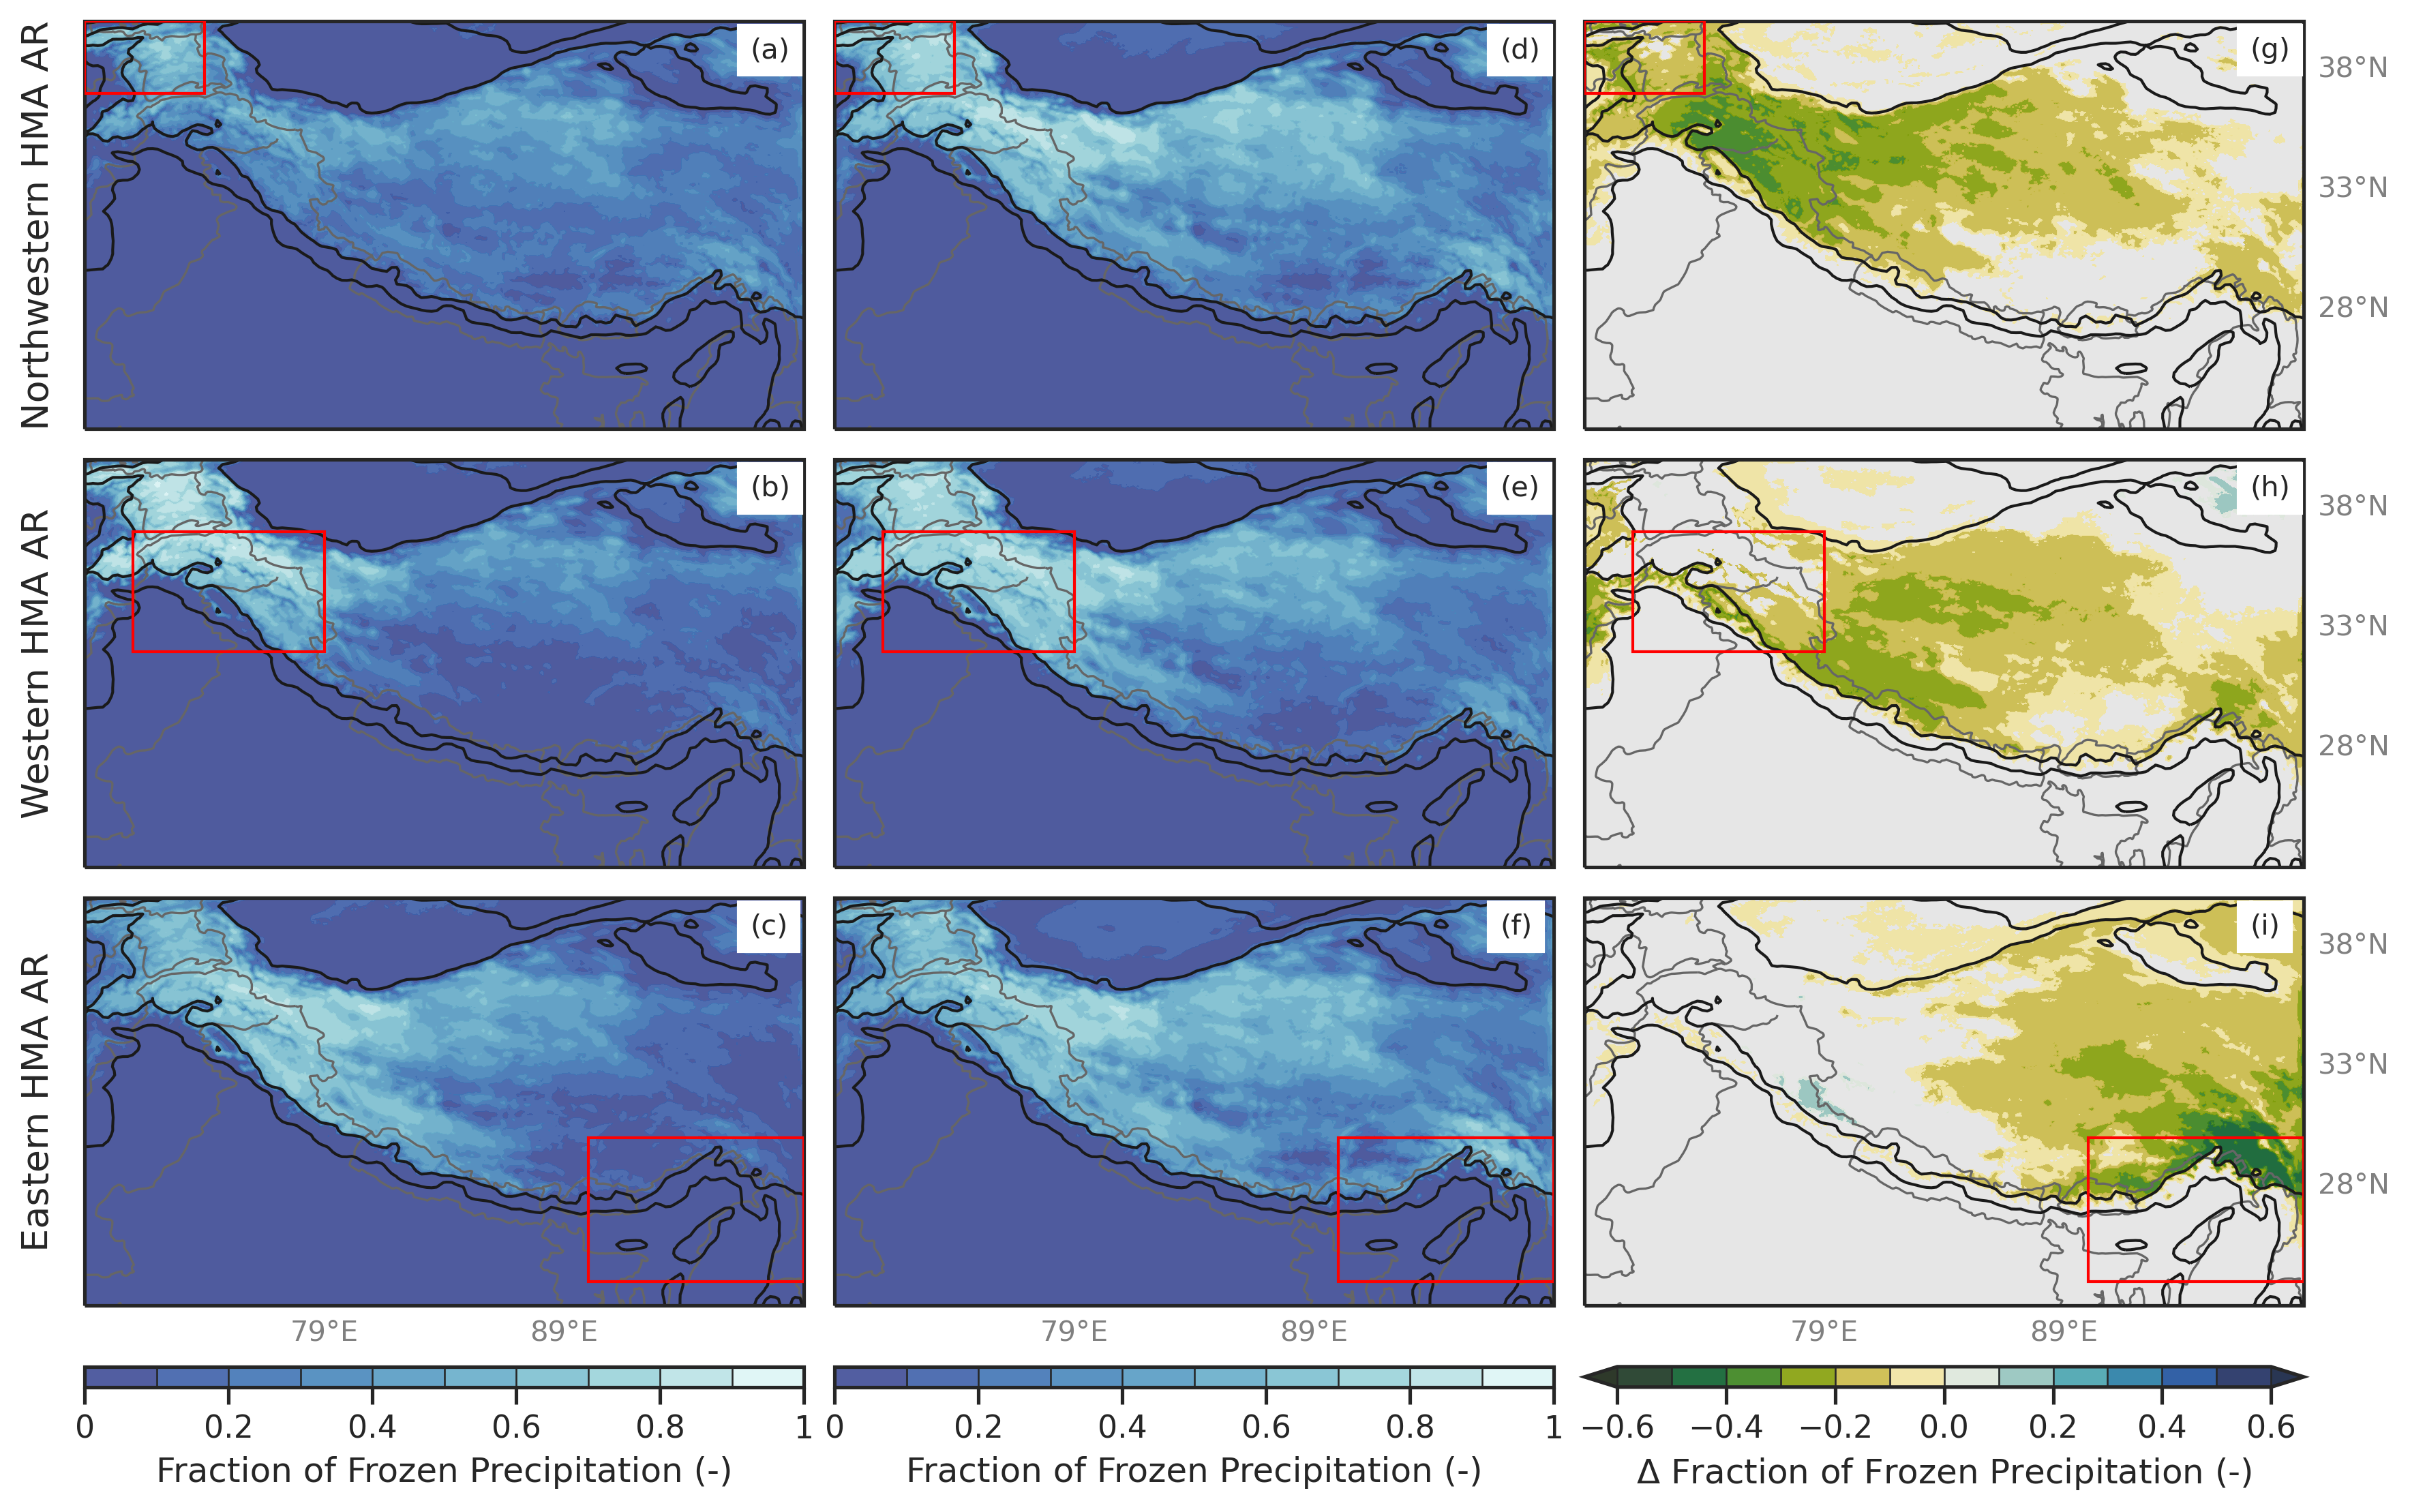 Northwestern HMA AR
(a)
(d)
(g)
38°N
33°N
28°N
Western HMA AR
(b)
(e)
(h)
38°N
33°N
28°N
Eastern HMA AR
(c)
(f)
(i)
38°N
33°N
28°N
79°E 89°E
79°E 89°E
79°E 89°E
0 0.2 0.4 0.6 0.8 1
Fraction of Frozen Precipitation (-)
0 0.2 0.4 0.6 0.8 1
Fraction of Frozen Precipitation (-)
−0.6 −0.4 −0.2 0.0 0.2 0.4 0.6
Δ Fraction of Frozen Precipitation (-)